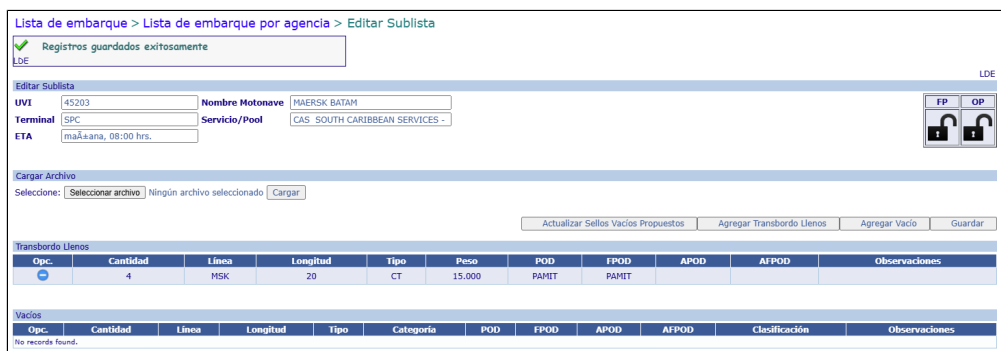 Lista de embarque > Lista de embarque por agencia > Editar Sublista
Registros guardados exitosamente
LDE
LDE
Editar Sublista
UVI 45203 Nombre Motonave MAERSK BATAM FP OP
Terminal SPC Servicio/Pool CAS SOUTH CARIBBEAN SERVICES -
ETA maÃ±ana, 08:00 hrs.
Cargar Archivo
Seleccione: Seleccionar archivo Ningún archivo seleccionado Cargar
Actualizar Sellos Vacíos Propuestos Agregar Transbordo Llenos Agregar Vacío Guardar
Transbordo Llenos
Opc. Cantidad Línea Longitud Tipo Peso POD FPOD APOD AFPOD Observaciones
4 MSK 20 CT 15.000 PAMIT PAMIT
Vacíos
Opc. Cantidad Línea Longitud Tipo Categoría POD FPOD APOD AFPOD Clasificación Observaciones
No records found.